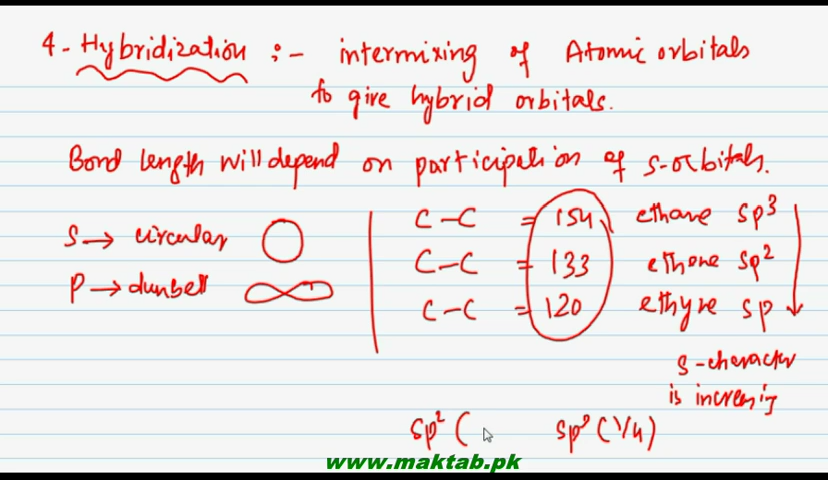 4 - Hybridization :- intermixing of Atomic orbitals
to give hybrid orbitals.
Bond length will depend on participation of s-orbitals.
S → circular
P → dunbell
C-C = 154 ethane sp³
C-C = 133 ethene sp²
C-C = 120 ethyne sp
s-character
is increasing
sp² ( sp³ (1/4)
www.maktab.pk